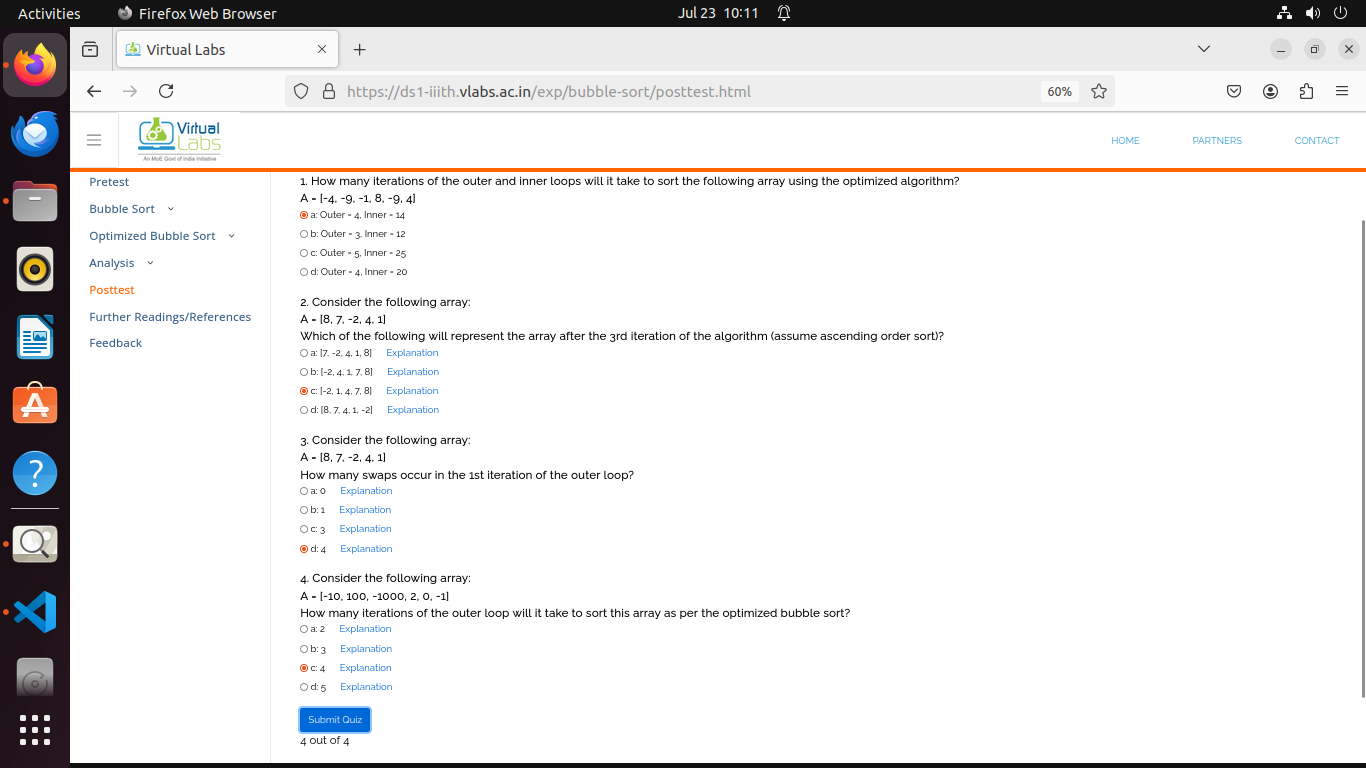 Activities
Firefox Web Browser
Jul 23 10:11
Virtual Labs
https://ds1-iiith.vlabs.ac.in/exp/bubble-sort/posttest.html
60%
Virtual
Labs
An MoE Govt of India Initiative
HOME
PARTNERS
CONTACT
Pretest
Bubble Sort
Optimized Bubble Sort
Analysis
Posttest
Further Readings/References
Feedback
1. How many iterations of the outer and inner loops will it take to sort the following array using the optimized algorithm?
A = [-4, -9, -1, 8, -9, 4]
a: Outer = 4, Inner = 14
b: Outer = 3, Inner = 12
c: Outer = 5, Inner = 25
d: Outer = 4, Inner = 20
2. Consider the following array:
A = [8, 7, -2, 4, 1]
Which of the following will represent the array after the 3rd iteration of the algorithm (assume ascending order sort)?
a: [7, -2, 4, 1, 8] Explanation
b: [-2, 4, 1, 7, 8] Explanation
c: [-2, 1, 4, 7, 8] Explanation
d: [8, 7, 4, 1, -2] Explanation
3. Consider the following array:
A = [8, 7, -2, 4, 1]
How many swaps occur in the 1st iteration of the outer loop?
a: 0 Explanation
b: 1 Explanation
c: 3 Explanation
d: 4 Explanation
4. Consider the following array:
A = [-10, 100, -1000, 2, 0, -1]
How many iterations of the outer loop will it take to sort this array as per the optimized bubble sort?
a: 2 Explanation
b: 3 Explanation
c: 4 Explanation
d: 5 Explanation
Submit Quiz
4 out of 4